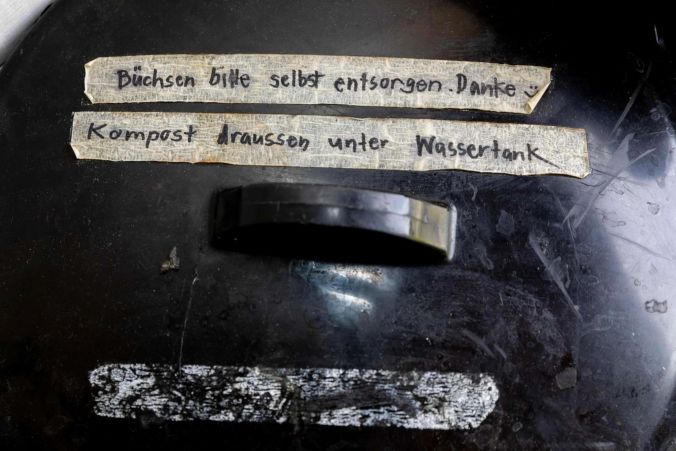 Büchsen bitte selbst entsorgen. Danke :)
Kompost draussen unter Wassertank